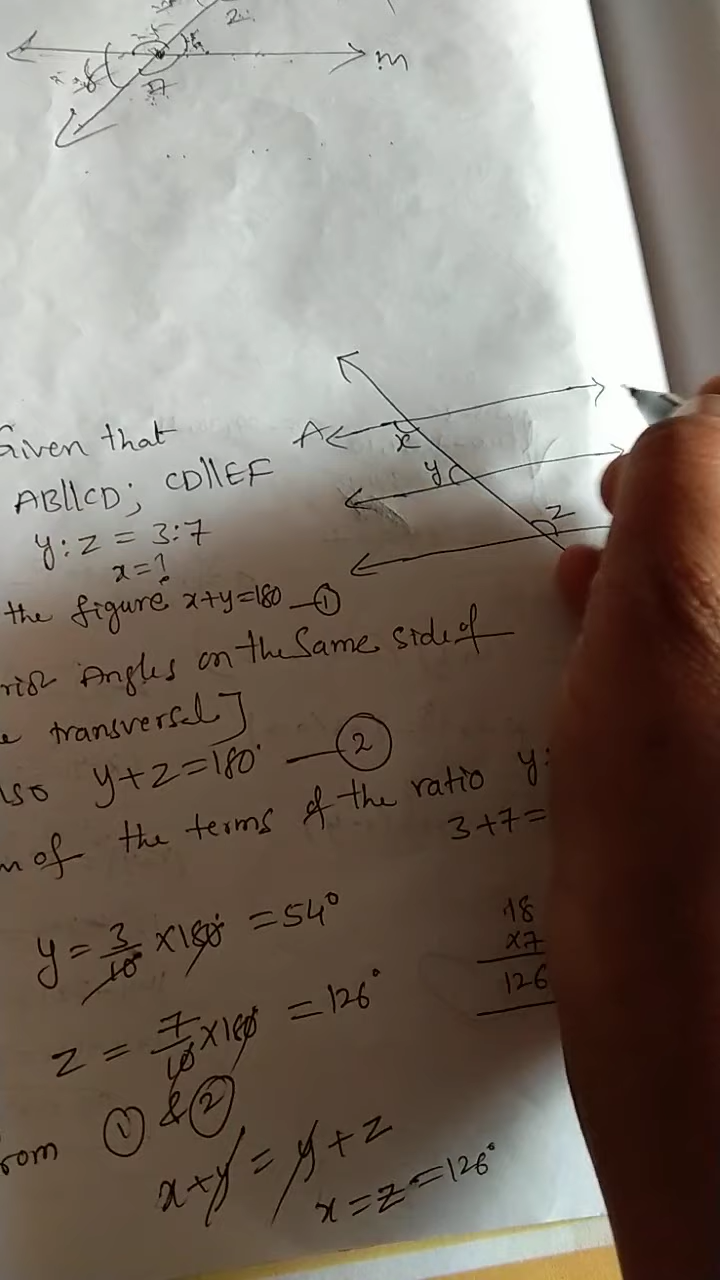 m
Given that
A
x
AB||CD; CD||EF
y
y:z = 3:7
z
x=?
the figure x+y=180 —①
Angles on the Same side of
transversal]
y+z=180° —②
of the terms of the ratio y:
3+7=
y = 3/10 ×180° =54°
18
×7
126
z = 7/10 ×180° = 126°
① & ②
x+y = y+z
x=z=126°